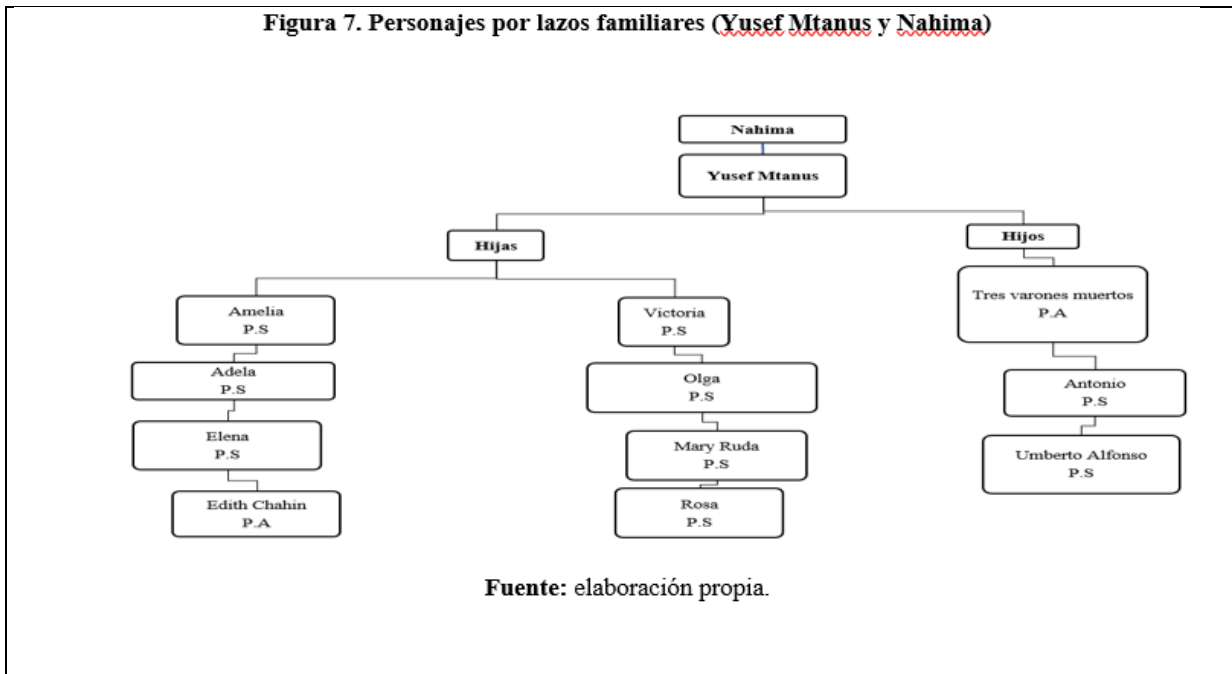 Figura 7. Personajes por lazos familiares (Yusef Mtanus y Nahima)
Nahima
Yusef Mtanus
Hijas
Hijos
Amelia
P.S
Adela
P.S
Elena
P.S
Edith Chahin
P.A
Victoria
P.S
Olga
P.S
Mary Ruda
P.S
Rosa
P.S
Tres varones muertos
P.A
Antonio
P.S
Umberto Alfonso
P.S
Fuente: elaboración propia.